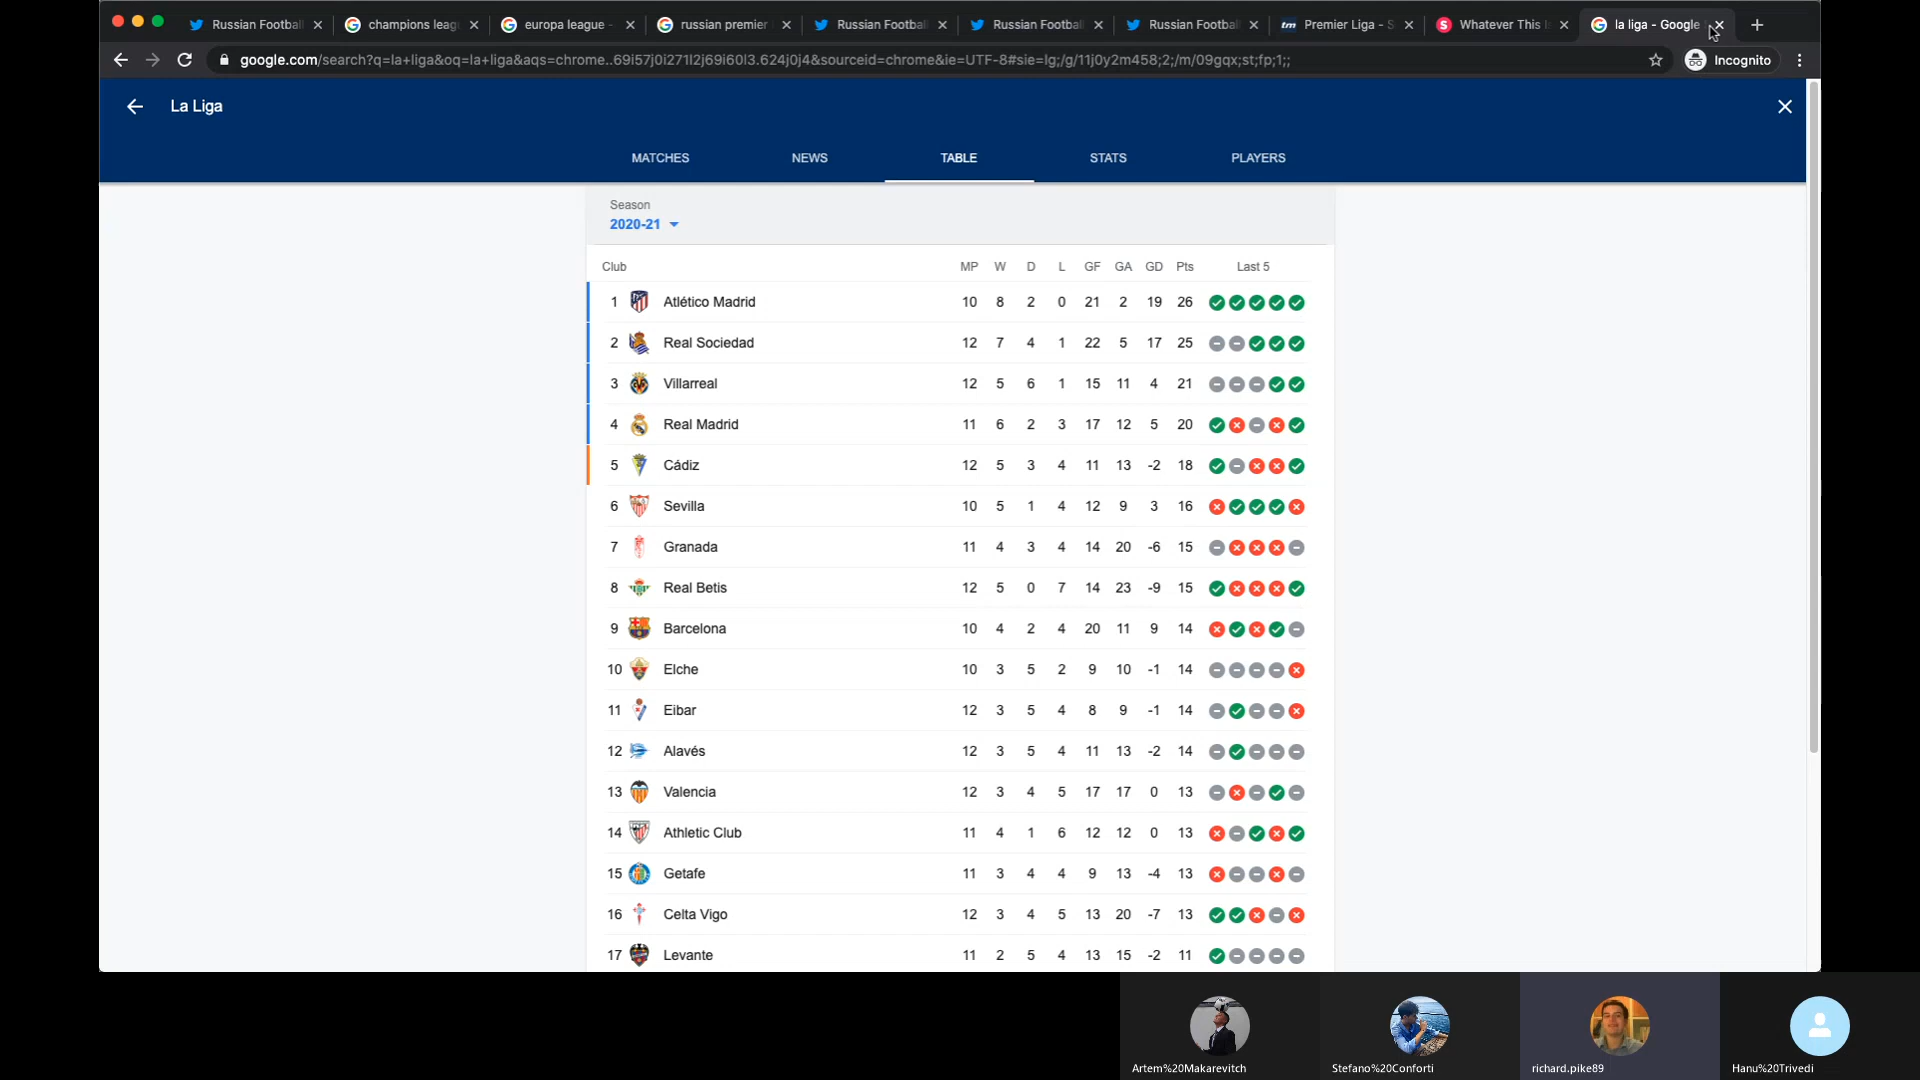 Russian Footbal champions leag europa league - russian premier Russian Footbal Russian Footbal Russian Footbal tm Premier Liga - S Whatever This Is la liga - Google
google.com/search?q=la+liga&oq=la+liga&aqs=chrome..69i57j0i271l2j69i60l3.624j0j4&sourceid=chrome&ie=UTF-8#sie=lg;/g/11j0y2m458;2;/m/09gqx;st;fp;1;; Incognito
La Liga
MATCHES NEWS TABLE STATS PLAYERS
Season
2020-21
Club MP W D L GF GA GD Pts Last 5
1 Atlético Madrid 10 8 2 0 21 2 19 26
2 Real Sociedad 12 7 4 1 22 5 17 25
3 Villarreal 12 5 6 1 15 11 4 21
4 Real Madrid 11 6 2 3 17 12 5 20
5 Cádiz 12 5 3 4 11 13 -2 18
6 Sevilla 10 5 1 4 12 9 3 16
7 Granada 11 4 3 4 14 20 -6 15
8 Real Betis 12 5 0 7 14 23 -9 15
9 Barcelona 10 4 2 4 20 11 9 14
10 Elche 10 3 5 2 9 10 -1 14
11 Eibar 12 3 5 4 8 9 -1 14
12 Alavés 12 3 5 4 11 13 -2 14
13 Valencia 12 3 4 5 17 17 0 13
14 Athletic Club 11 4 1 6 12 12 0 13
15 Getafe 11 3 4 4 9 13 -4 13
16 Celta Vigo 12 3 4 5 13 20 -7 13
17 Levante 11 2 5 4 13 15 -2 11
Artem%20Makarevitch Stefano%20Conforti richard.pike89 Hanu%20Trivedi